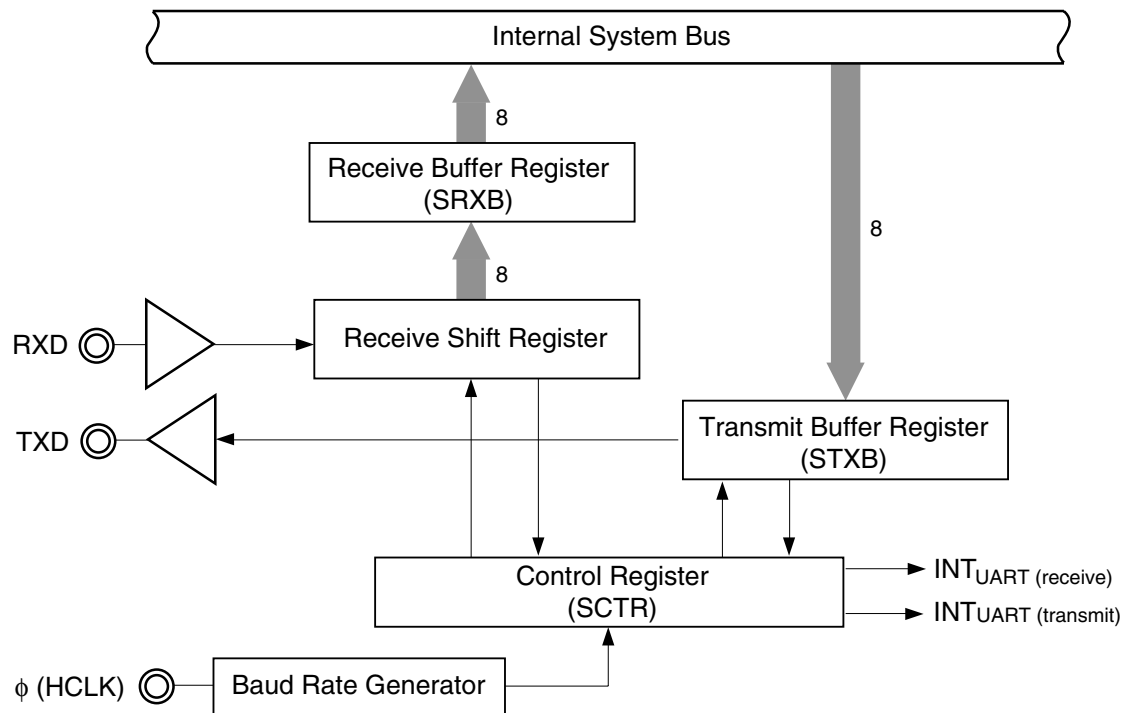 Internal System Bus
8
Receive Buffer Register
(SRXB)
8
8
RXD
Receive Shift Register
TXD
Transmit Buffer Register
(STXB)
Control Register
(SCTR)
INTUART (receive)
INTUART (transmit)
ϕ (HCLK)
Baud Rate Generator